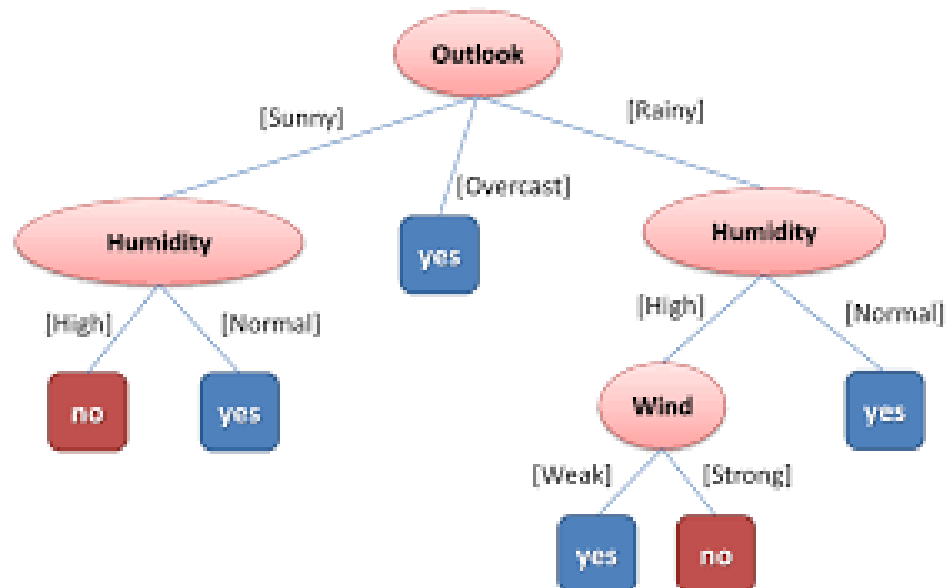 Outlook
[Sunny]
[Rainy]
[Overcast]
Humidity
yes
Humidity
[High]
[Normal]
[High]
[Normal]
no
yes
Wind
yes
[Weak]
[Strong]
yes
no